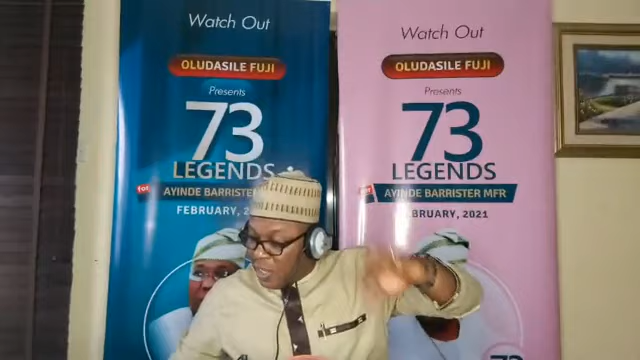 Watch Out
OLUDASILE FUJI
Presents
73
LEGENDS
for AYINDE BARRISTER
FEBRUARY,
Watch Out
OLUDASILE FUJI
Presents
73
LEGENDS
AYINDE BARRISTER MFR
FEBRUARY, 2021